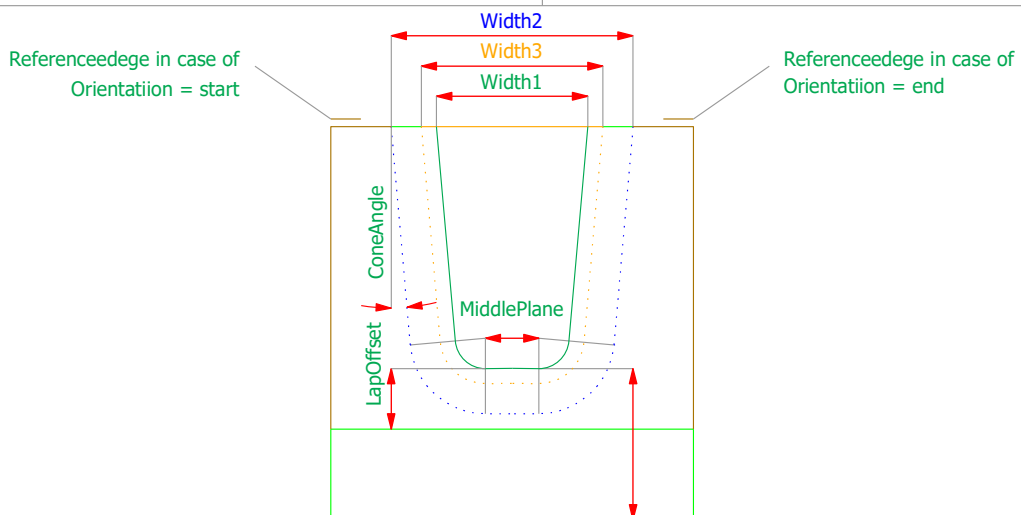 Width2
Referenceedege in case of
Orientatiion = start
Width3
Referenceedege in case of
Orientatiion = end
Width1
ConeAngle
MiddlePlane
LapOffset